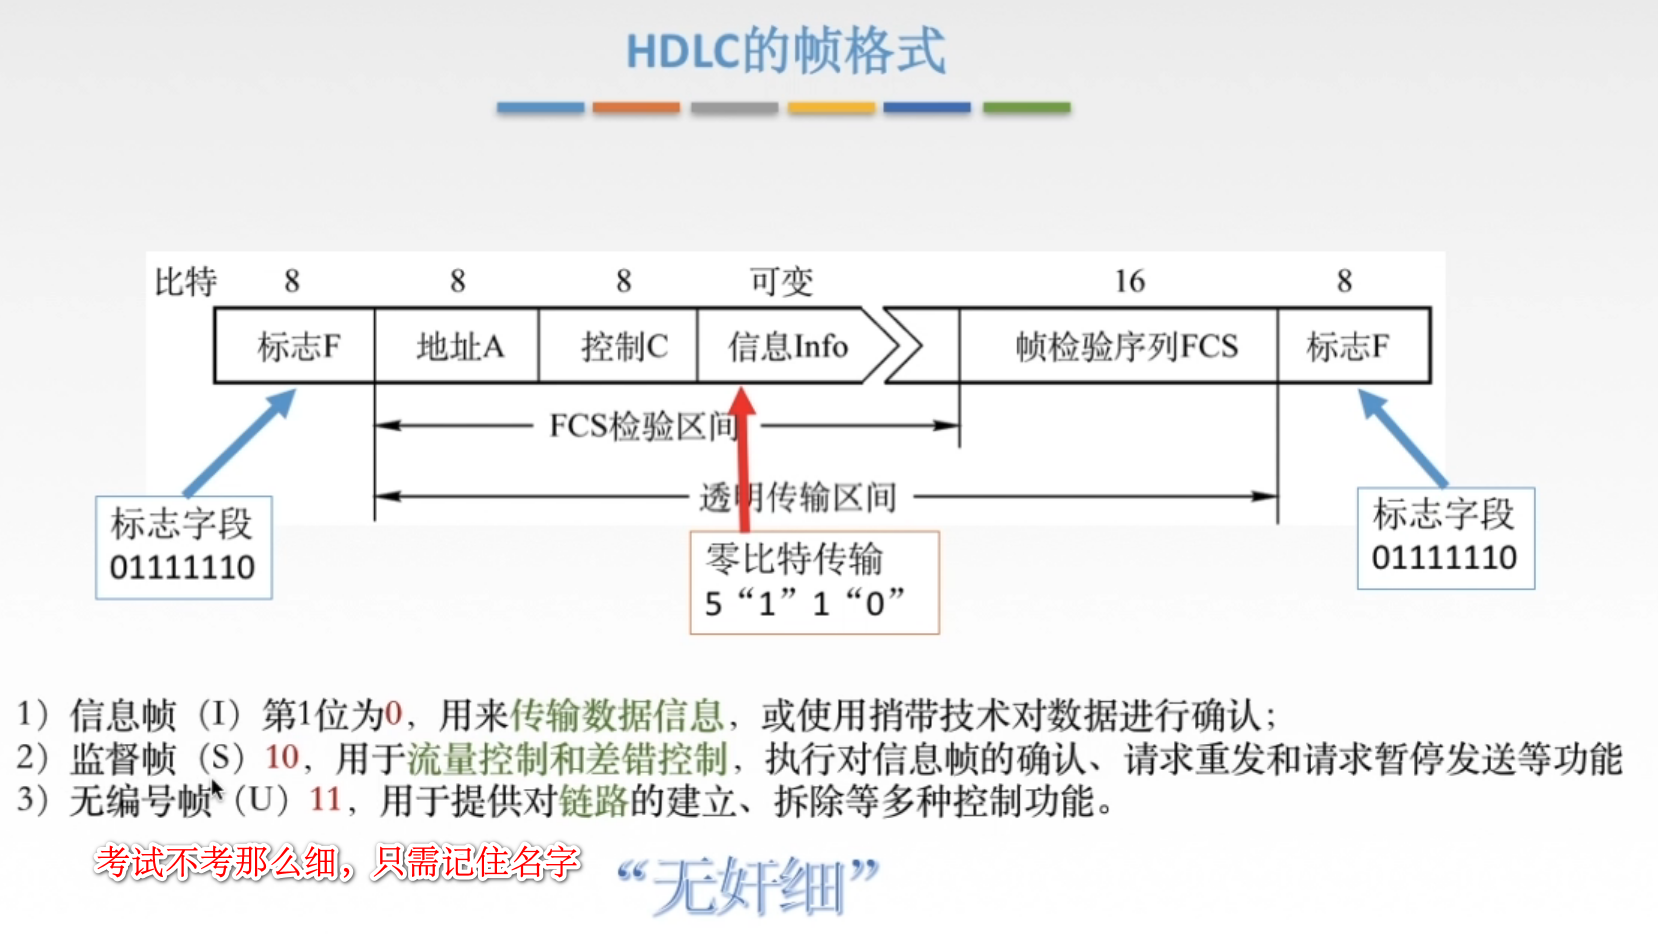 HDLC的帧格式
比特 8 8 8 可变 16 8
标志F 地址A 控制C 信息Info 帧检验序列FCS 标志F
FCS检验区间
透明传输区间
标志字段
01111110
零比特传输
5“1”1“0”
标志字段
01111110
1）信息帧（I）第1位为0，用来传输数据信息，或使用捎带技术对数据进行确认；
2）监督帧（S）10，用于流量控制和差错控制，执行对信息帧的确认、请求重发和请求暂停发送等功能
3）无编号帧（U）11，用于提供对链路的建立、拆除等多种控制功能。
考试不考那么细，只需记住名字
“无奸细”